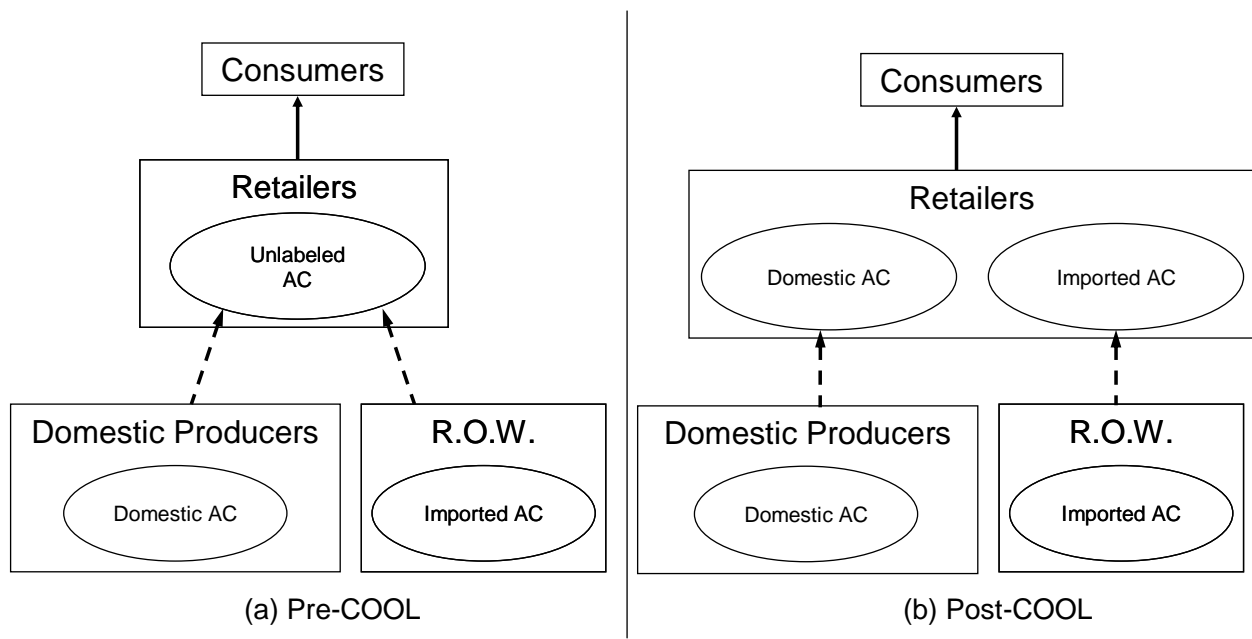 Consumers
Retailers
Unlabeled
AC
Domestic Producers
Domestic AC
R.O.W.
Imported AC
(a) Pre-COOL
Consumers
Retailers
Domestic AC
Imported AC
Domestic Producers
Domestic AC
R.O.W.
Imported AC
(b) Post-COOL